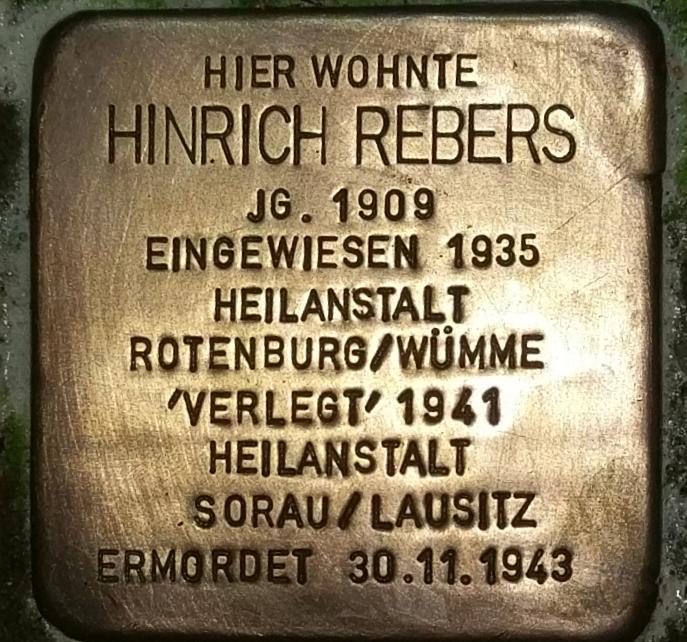 HIER WOHNTE
HINRICH REBERS
JG. 1909
EINGEWIESEN 1935
HEILANSTALT
ROTENBURG/WÜMME
'VERLEGT' 1941
HEILANSTALT
SORAU/LAUSITZ
ERMORDET 30.11.1943